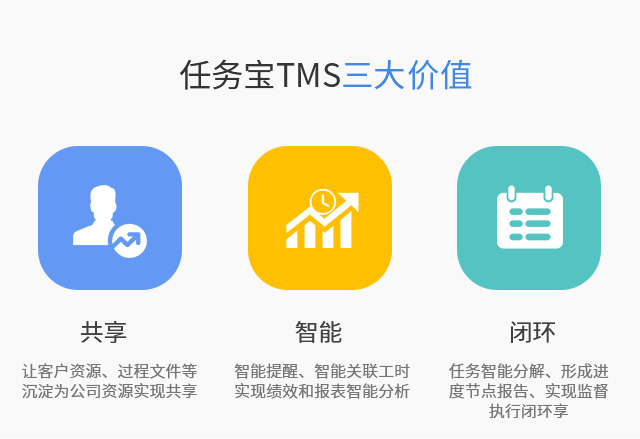 任务宝TMS三大价值
共享
让客户资源、过程文件等
沉淀为公司资源实现共享
智能
智能提醒、智能关联工时
实现绩效和报表智能分析
闭环
任务智能分解、形成进
度节点报告、实现监督
执行闭环享